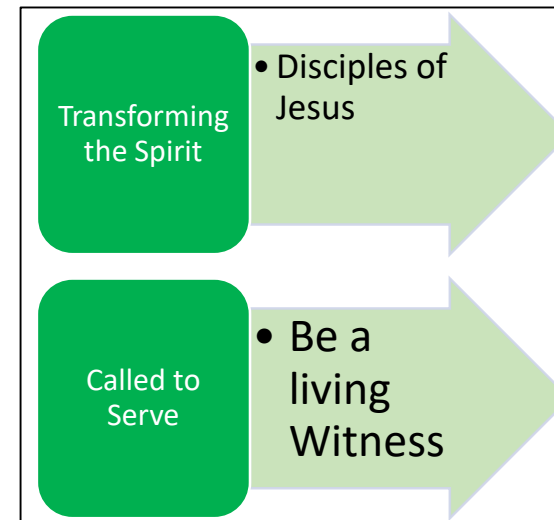 Transforming
the Spirit
• Disciples of
Jesus
Called to
Serve
• Be a
living
Witness